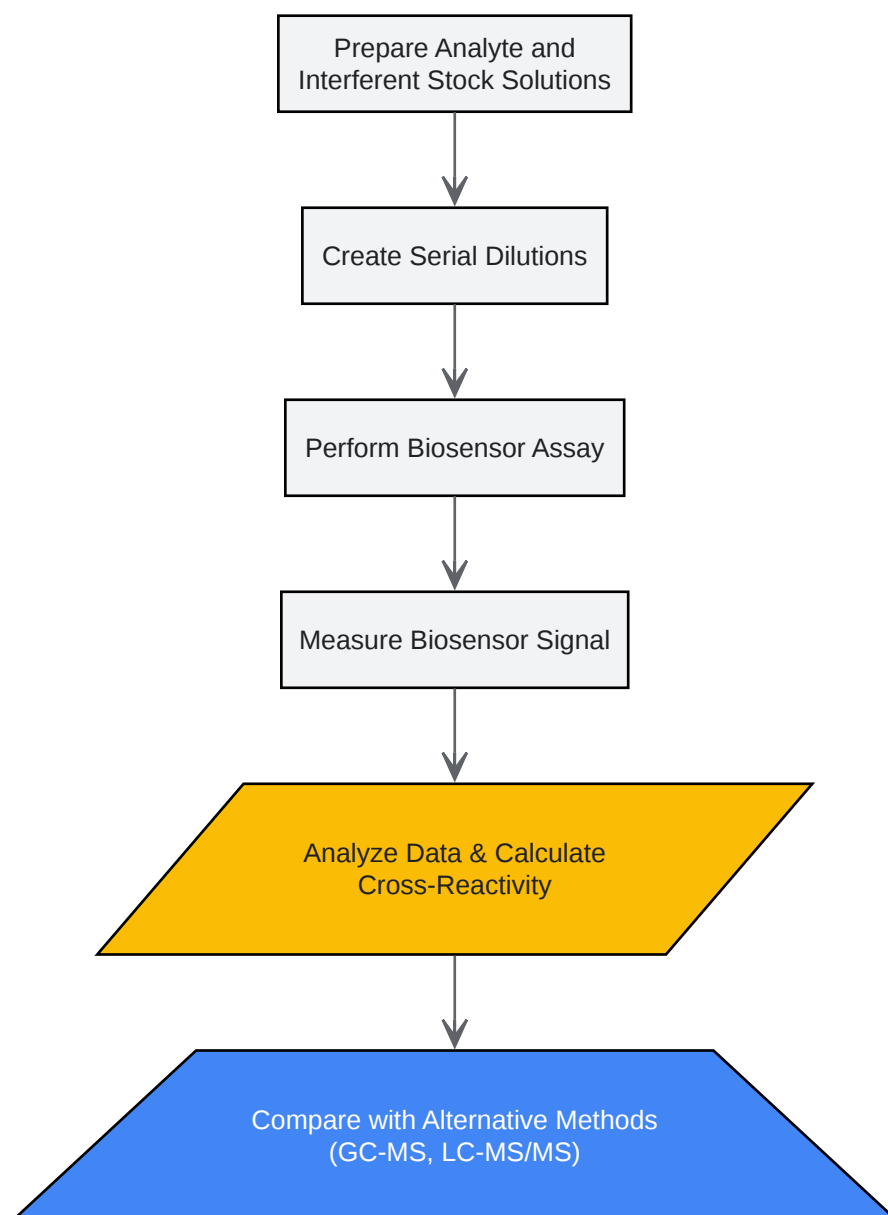 Prepare Analyte and
Interferent Stock Solutions
Create Serial Dilutions
Perform Biosensor Assay
Measure Biosensor Signal
Analyze Data & Calculate
Cross-Reactivity
Compare with Alternative Methods
(GC-MS, LC-MS/MS)